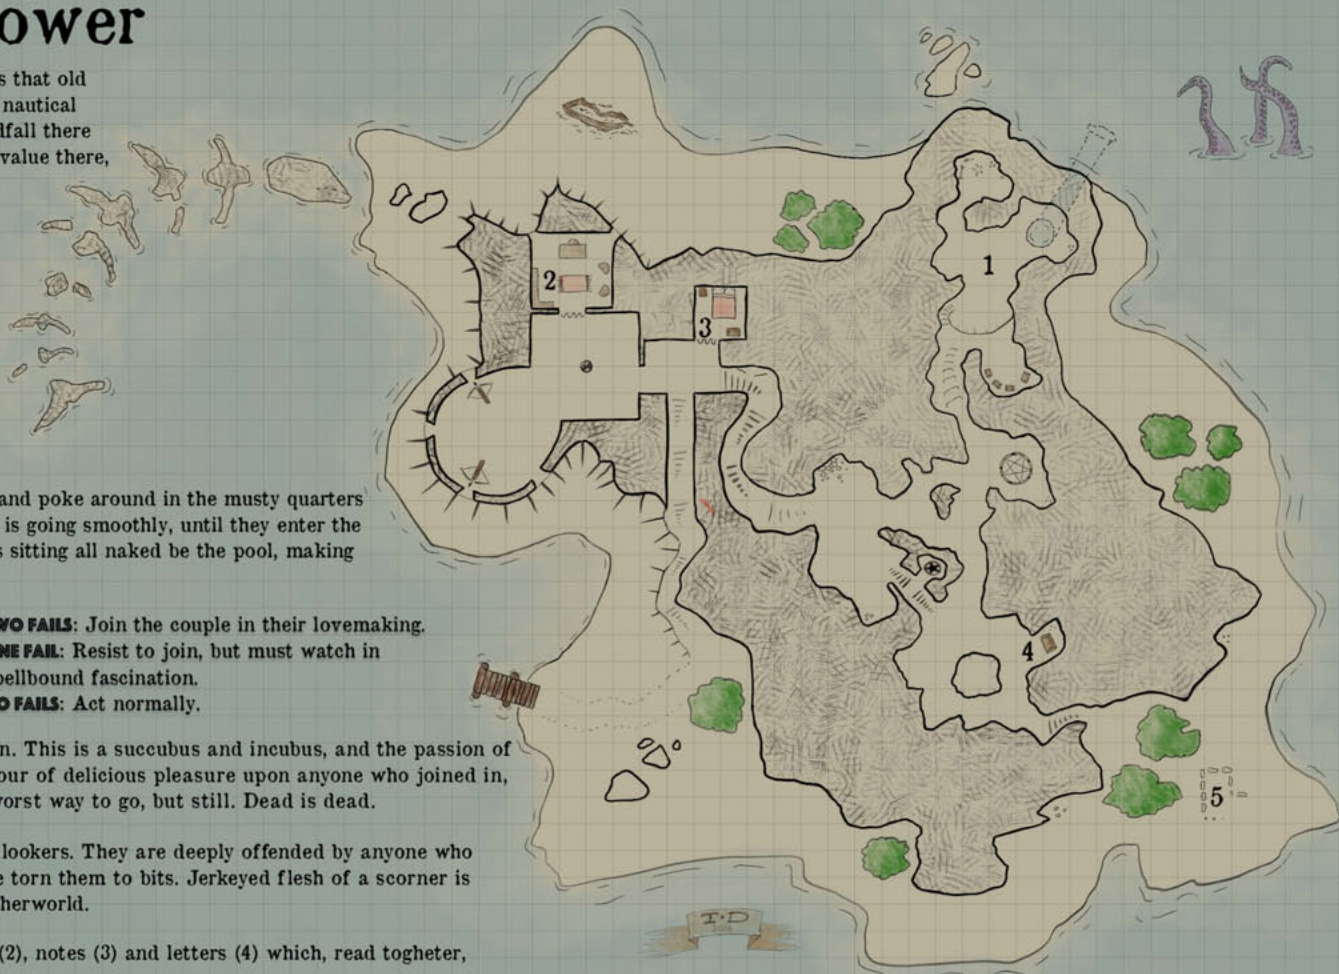 ower
s that old
nautical
dfall there
value there,
and poke around in the musty quarters
is going smoothly, until they enter the
s sitting all naked be the pool, making
WO FAILS: Join the couple in their lovemaking.
NE FAIL: Resist to join, but must watch in
pellbound fascination.
O FAILS: Act normally.
n. This is a succubus and incubus, and the passion of
our of delicious pleasure upon anyone who joined in,
worst way to go, but still. Dead is dead.
lookers. They are deeply offended by anyone who
e torn them to bits. Jerkeyed flesh of a scorner is
herworld.
(2), notes (3) and letters (4) which, read togheter,
1
2
3
4
5
I·D